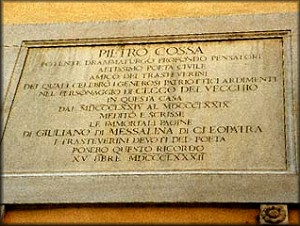 PIETRO COSSA
POTENTE DRAMMATURGO PROFONDO PENSATORE
ALTISSIMO POETA CIVILE
AMICO DEI TRASTEVERINI
DEI QUALI CELEBRÒ I GENEROSI PATRIOTTICI ARDIMENTI
NEL PERSONAGGIO DI CECCO DEL VECCHIO
IN QUESTA CASA
DAL MDCCCLXXIV AL MDCCCLXXIX
MEDITÒ E SCRISSE
LE IMMORTALI PAGINE
DI GIULIANO DI MESSALINA DI CLEOPATRA
I TRASTEVERINI DEVOTI DEL POETA
POSERO QUESTO RICORDO
XV MDCCCLXXXII